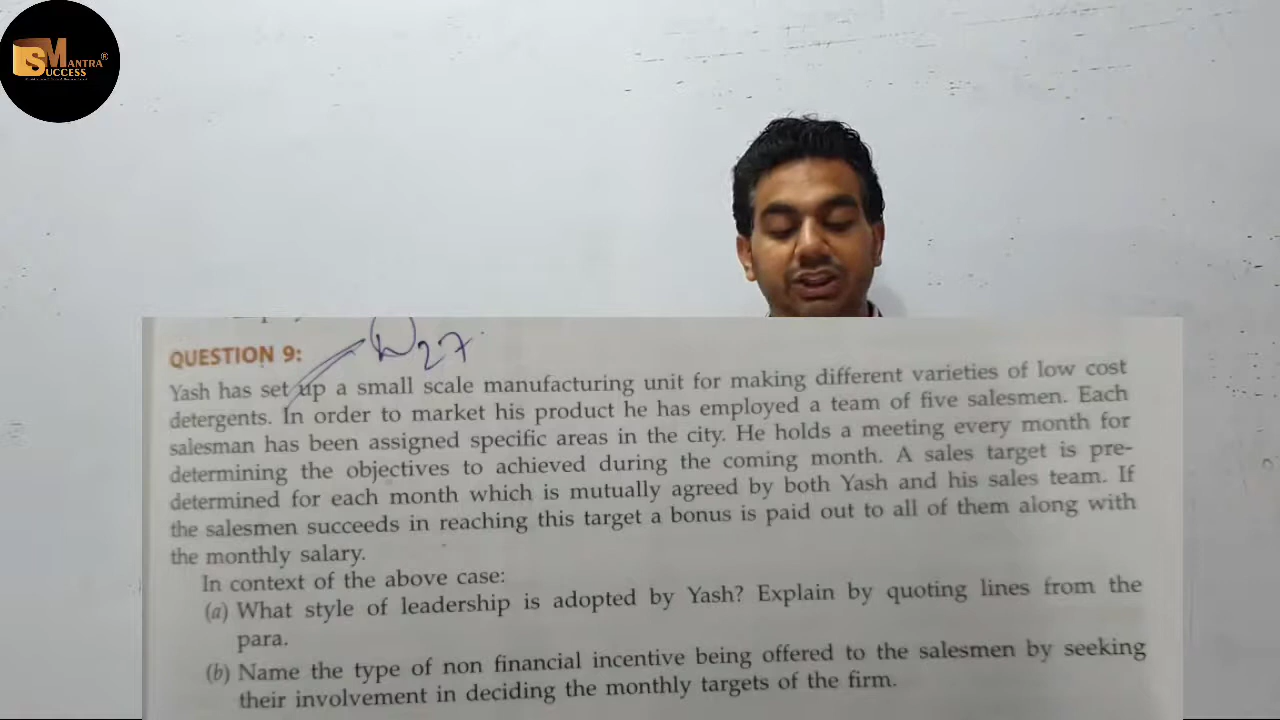 MANTRA®
SUCCESS
27
QUESTION 9:
Yash has set up a small scale manufacturing unit for making different varieties of low cost
detergents. In order to market his product he has employed a team of five salesmen. Each
salesman has been assigned specific areas in the city. He holds a meeting every month for
determining the objectives to achieved during the coming month. A sales target is pre-
determined for each month which is mutually agreed by both Yash and his sales team. If
the salesmen succeeds in reaching this target a bonus is paid out to all of them along with
the monthly salary.
In context of the above case:
(a) What style of leadership is adopted by Yash? Explain by quoting lines from the
para.
(b) Name the type of non financial incentive being offered to the salesmen by seeking
their involvement in deciding the monthly targets of the firm.